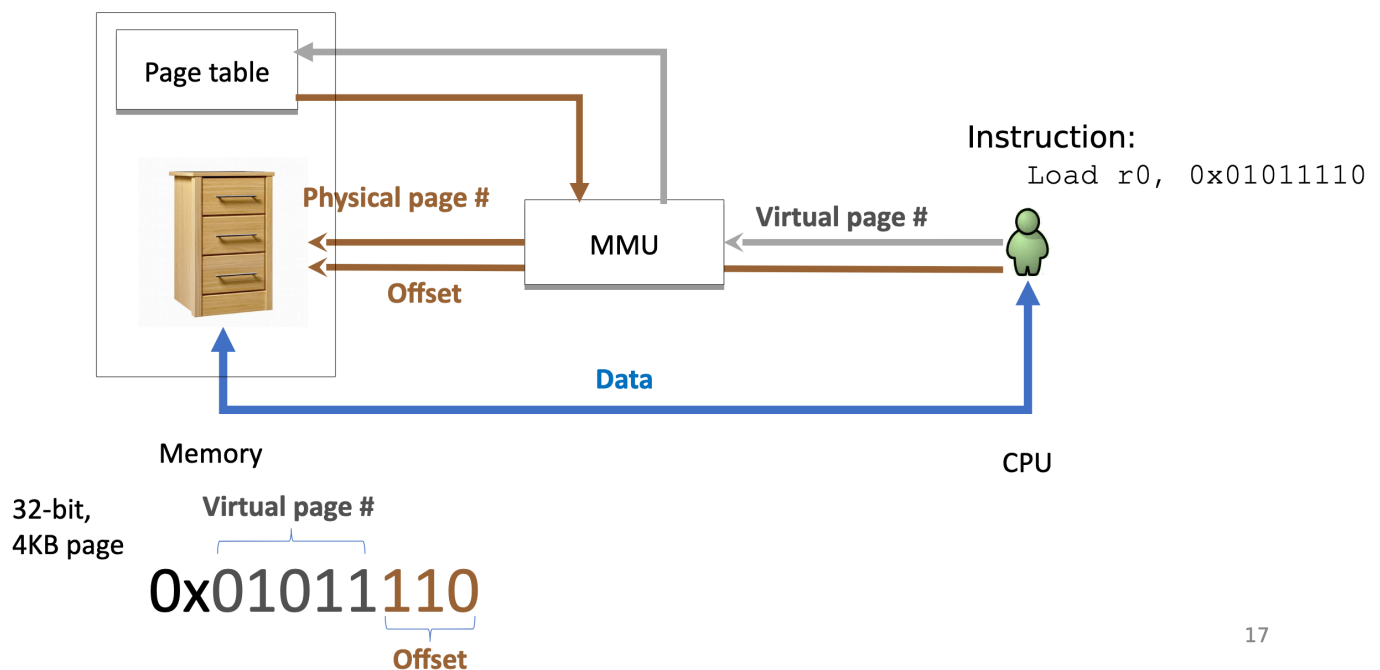 Page table
Instruction:
Load r0, 0x01011110
Physical page #
Virtual page #
MMU
Offset
Data
Memory
CPU
32-bit,
4KB page
Virtual page #
0x01011110
Offset
17